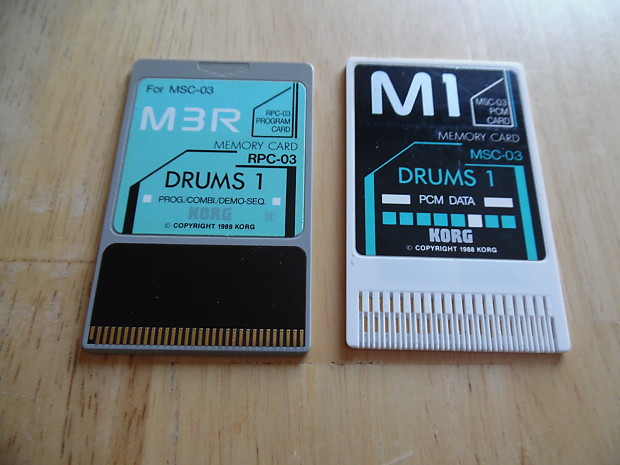 For MSC-03
M3R
RPC-03
PROGRAM
CARD
MEMORY CARD
RPC-03
DRUMS 1
PROG./COMBI./DEMO-SEQ.
KORG
© COPYRIGHT 1989 KORG
M1
MSC-03
PCM
CARD
MEMORY CARD
MSC-03
DRUMS 1
PCM DATA
KORG
© COPYRIGHT 1988 KORG